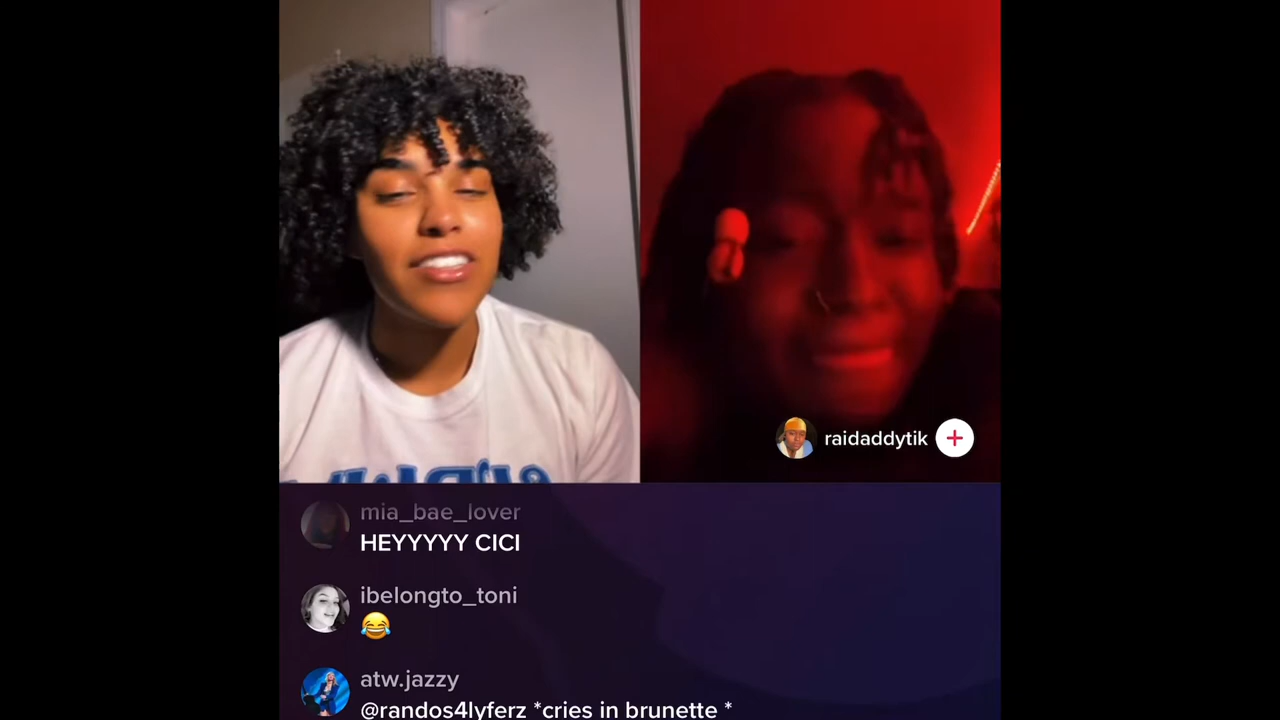 raidaddytik
mia_bae_lover
HEYYYYY CICI
ibelongto_toni
😂
atw.jazzy
@randos4lyferz *cries in brunette *